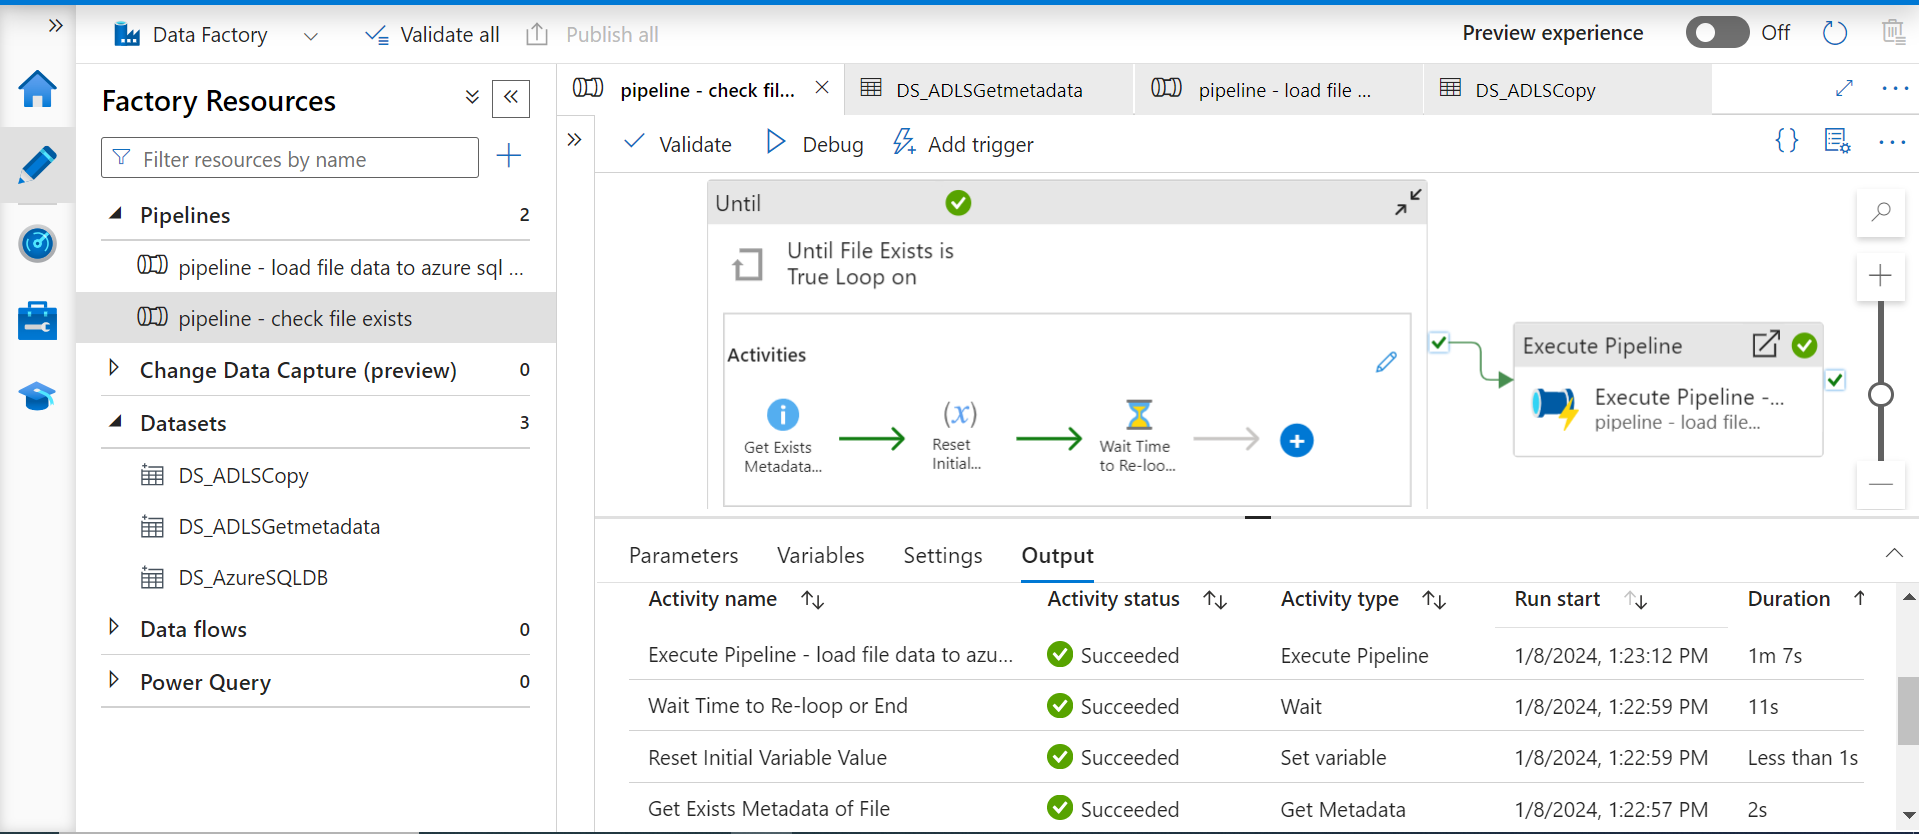 Data Factory
Validate all
Publish all
Preview experience
Off
Factory Resources
Filter resources by name
Pipelines 2
pipeline - load file data to azure sql ...
pipeline - check file exists
Change Data Capture (preview) 0
Datasets 3
DS_ADLSCopy
DS_ADLSGetmetadata
DS_AzureSQLDB
Data flows 0
Power Query 0
pipeline - check fil...
DS_ADLSGetmetadata
pipeline - load file ...
DS_ADLSCopy
Validate
Debug
Add trigger
Until
Until File Exists is
True Loop on
Activities
Get Exists
Metadata...
(x)
Reset
Initial...
Wait Time
to Re-loo...
Execute Pipeline
Execute Pipeline -...
pipeline - load file...
Parameters Variables Settings Output
Activity name Activity status Activity type Run start Duration
Execute Pipeline - load file data to azu... Succeeded Execute Pipeline 1/8/2024, 1:23:12 PM 1m 7s
Wait Time to Re-loop or End Succeeded Wait 1/8/2024, 1:22:59 PM 11s
Reset Initial Variable Value Succeeded Set variable 1/8/2024, 1:22:59 PM Less than 1s
Get Exists Metadata of File Succeeded Get Metadata 1/8/2024, 1:22:57 PM 2s